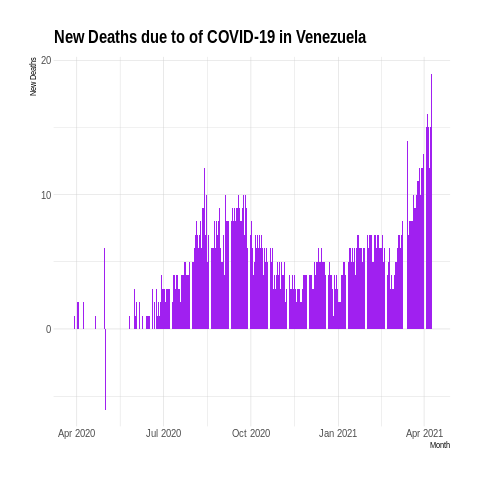 New Deaths due to of COVID-19 in Venezuela
New Deaths
20
10
0
Apr 2020 Jul 2020 Oct 2020 Jan 2021 Apr 2021
Month